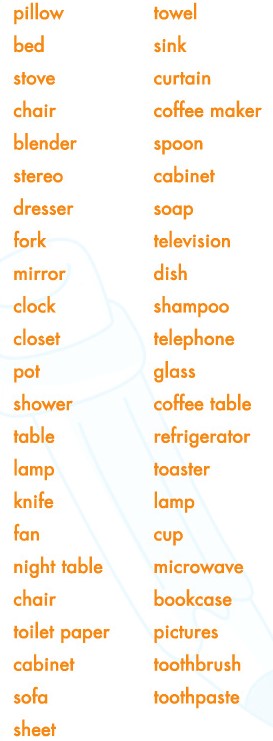 pillow
bed
stove
chair
blender
stereo
dresser
fork
mirror
clock
closet
pot
shower
table
lamp
knife
fan
night table
chair
toilet paper
cabinet
sofa
sheet
towel
sink
curtain
coffee maker
spoon
cabinet
soap
television
dish
shampoo
telephone
glass
coffee table
refrigerator
toaster
lamp
cup
microwave
bookcase
pictures
toothbrush
toothpaste